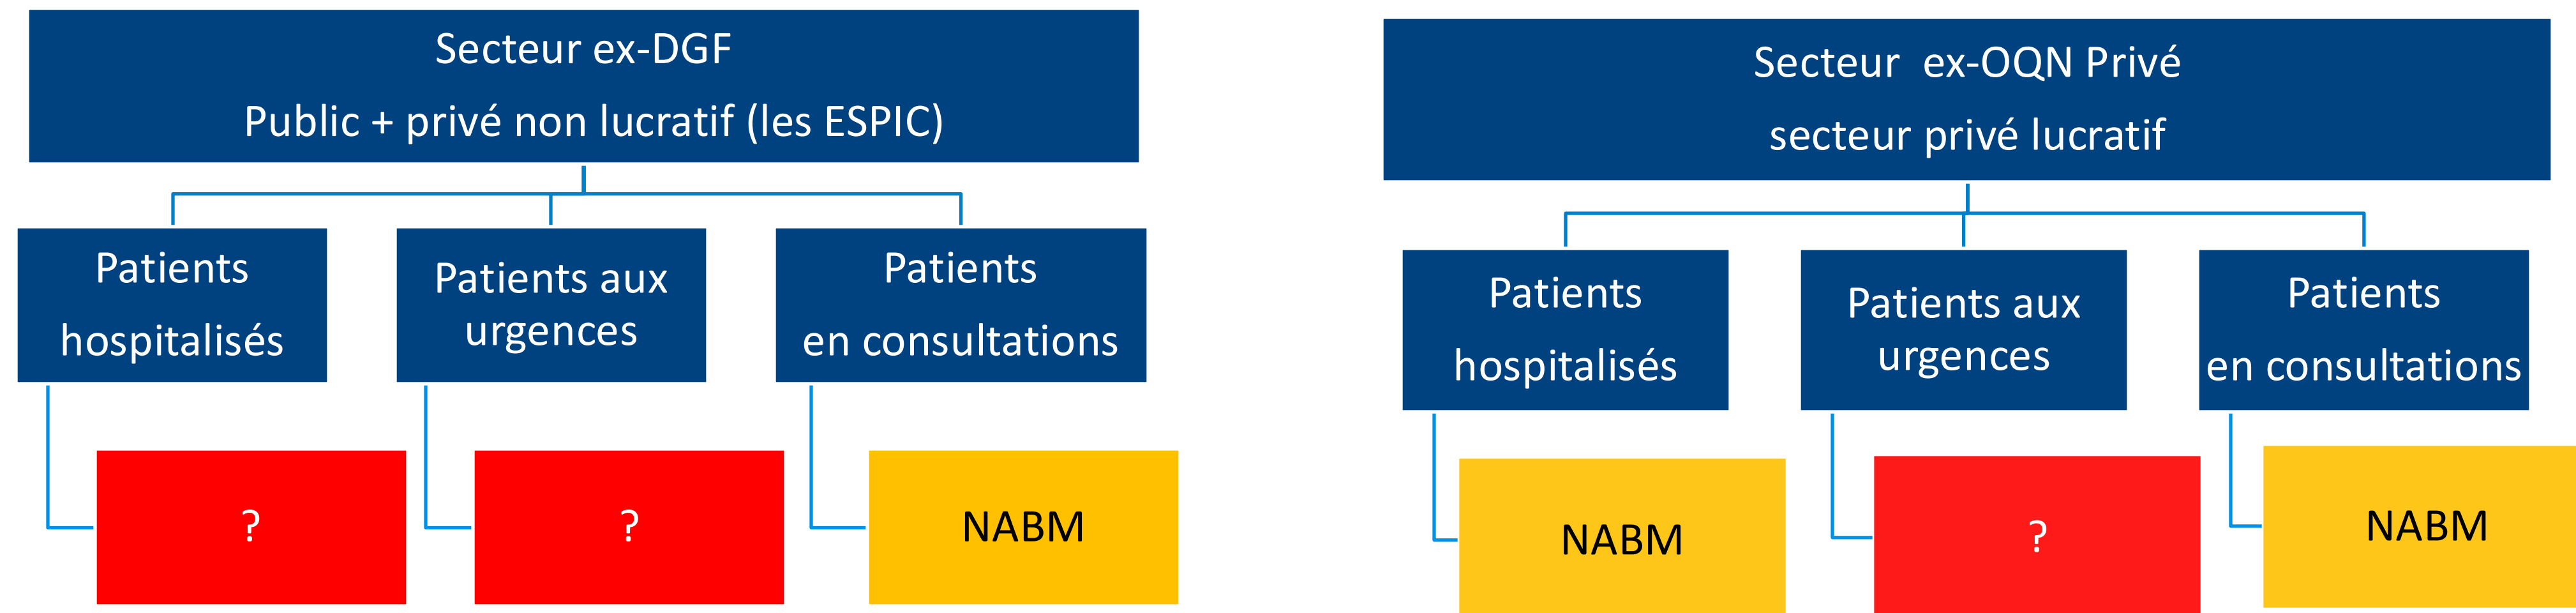 Secteur ex-DGF
Public + privé non lucratif (les ESPIC)
Patients
hospitalisés
Patients aux
urgences
Patients
en consultations
?
?
NABM
Secteur ex-OQN Privé
secteur privé lucratif
Patients
hospitalisés
Patients aux
urgences
Patients
en consultations
NABM
?
NABM